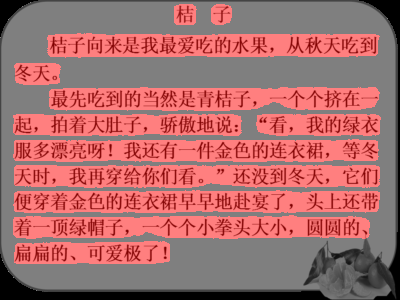 桔 子
桔子向来是我最爱吃的水果，从秋天吃到
冬天。
最先吃到的当然是青桔子，一个个挤在一
起，拍着大肚子，骄傲地说：“看，我的绿衣
服多漂亮呀！我还有一件金色的连衣裙，等冬
天时，我再穿给你们看。”还没到冬天，它们
便穿着金色的连衣裙早早地赴宴了，头上还带
着一顶绿帽子，一个个小拳头大小，圆圆的、
扁扁的、可爱极了！